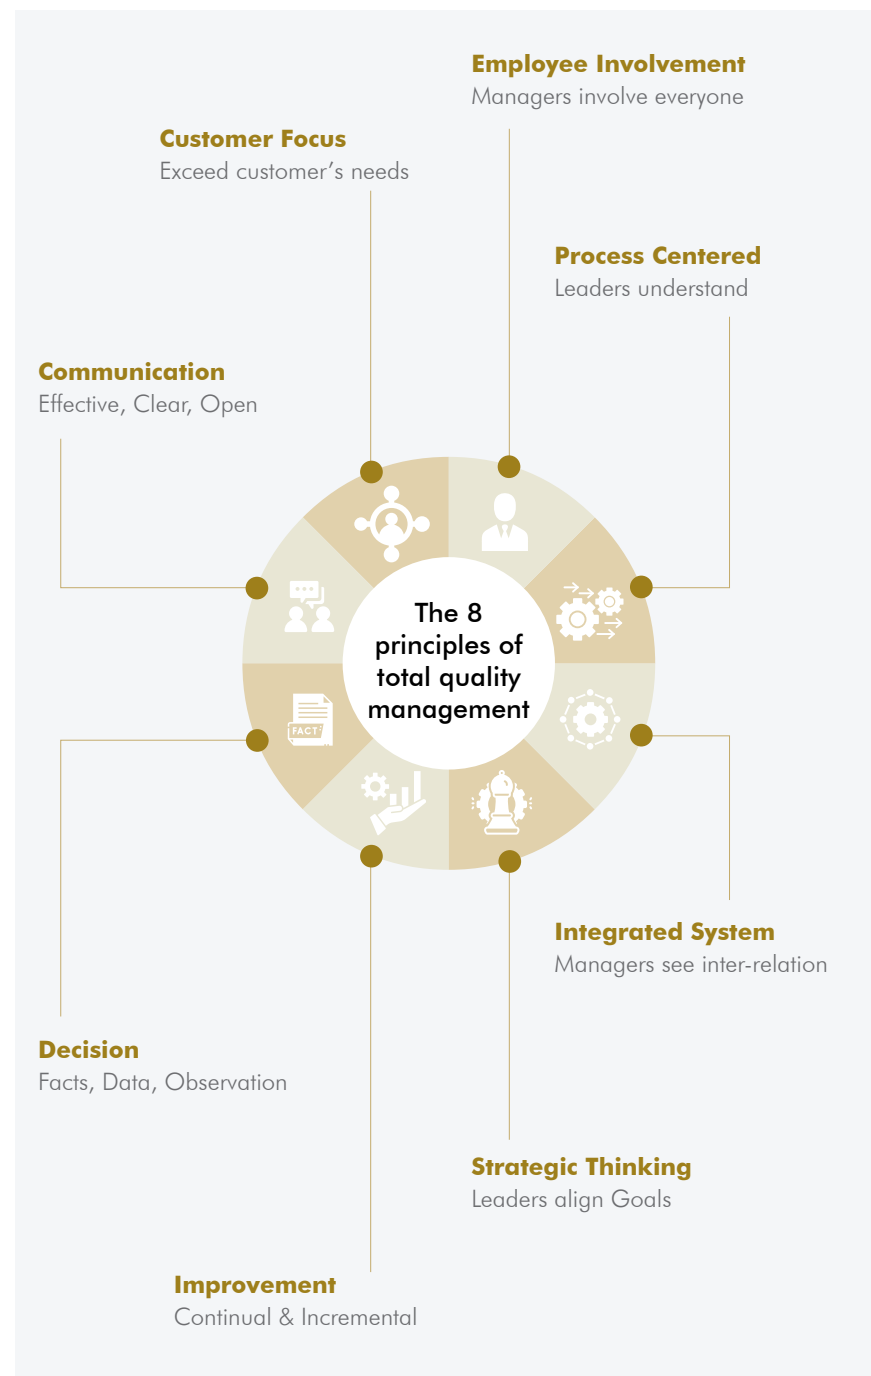 Employee Involvement
Managers involve everyone
Customer Focus
Exceed customer’s needs
Process Centered
Leaders understand
Communication
Effective, Clear, Open
The 8
principles of
total quality
management
FACT
Integrated System
Managers see inter-relation
Decision
Facts, Data, Observation
Strategic Thinking
Leaders align Goals
Improvement
Continual & Incremental